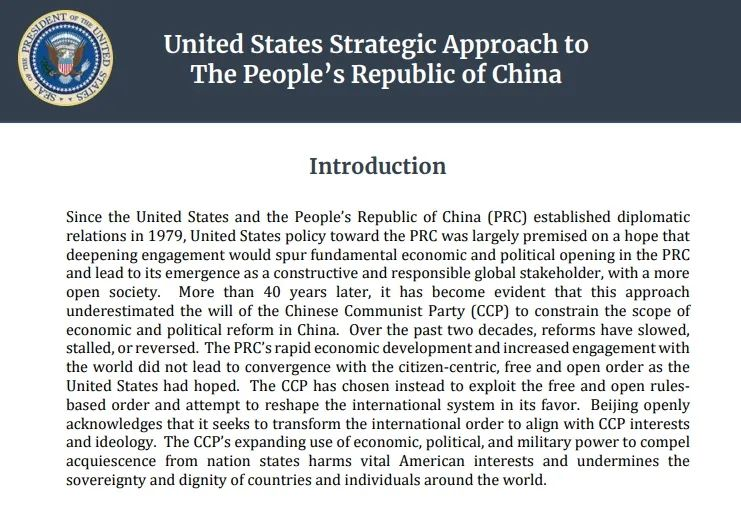 SEAL OF THE PRESIDENT OF THE UNITED STATES
United States Strategic Approach to
The People’s Republic of China
Introduction
Since the United States and the People’s Republic of China (PRC) established diplomatic
relations in 1979, United States policy toward the PRC was largely premised on a hope that
deepening engagement would spur fundamental economic and political opening in the PRC
and lead to its emergence as a constructive and responsible global stakeholder, with a more
open society.  More than 40 years later, it has become evident that this approach
underestimated the will of the Chinese Communist Party (CCP) to constrain the scope of
economic and political reform in China.  Over the past two decades, reforms have slowed,
stalled, or reversed.  The PRC’s rapid economic development and increased engagement with
the world did not lead to convergence with the citizen-centric, free and open order as the
United States had hoped.  The CCP has chosen instead to exploit the free and open rules-
based order and attempt to reshape the international system in its favor.  Beijing openly
acknowledges that it seeks to transform the international order to align with CCP interests
and ideology.  The CCP’s expanding use of economic, political, and military power to compel
acquiescence from nation states harms vital American interests and undermines the
sovereignty and dignity of countries and individuals around the world.